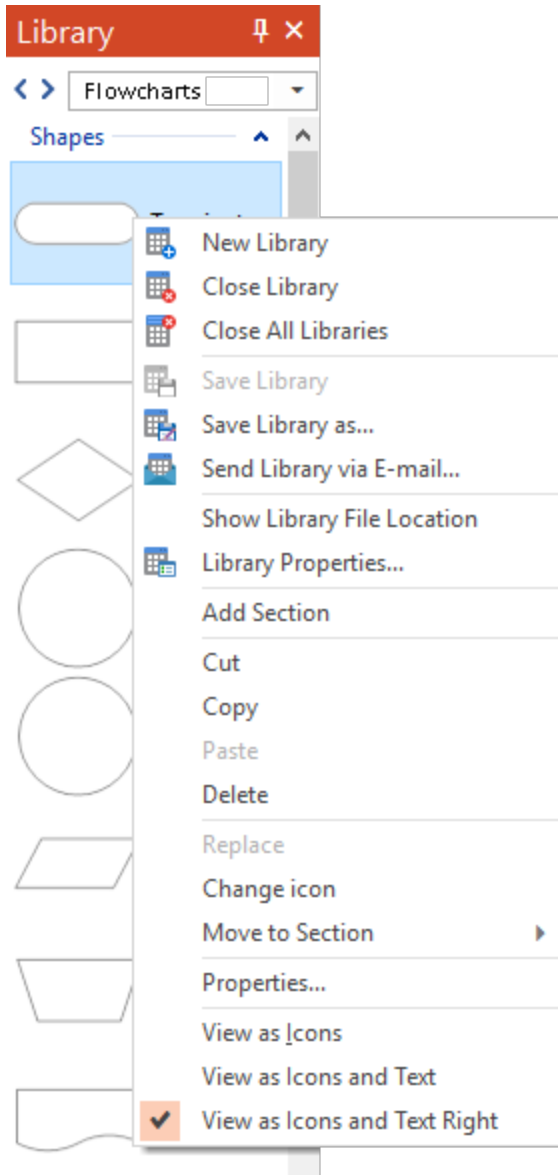 Library
Flowcharts
Shapes
New Library
Close Library
Close All Libraries
Save Library
Save Library as...
Send Library via E-mail...
Show Library File Location
Library Properties...
Add Section
Cut
Copy
Paste
Delete
Replace
Change icon
Move to Section
Properties...
View as Icons
View as Icons and Text
View as Icons and Text Right